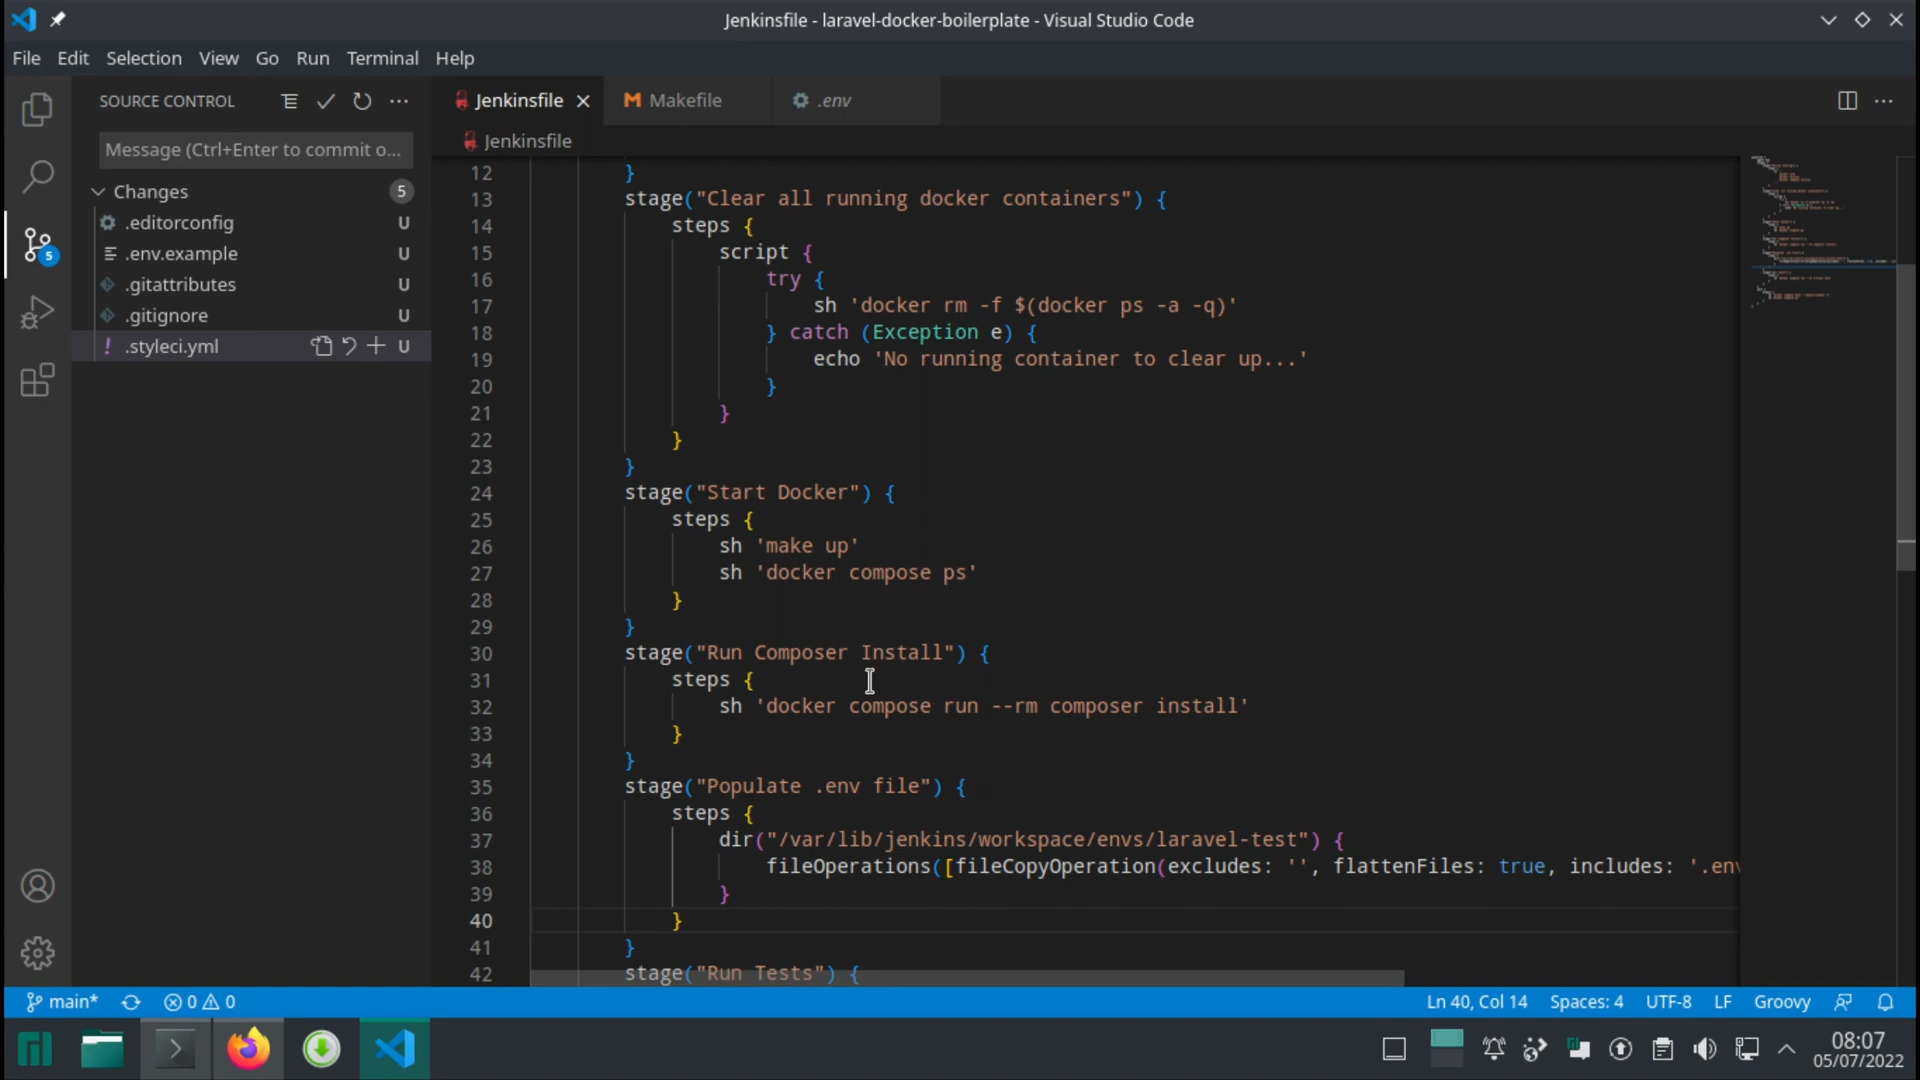 Jenkinsfile - laravel-docker-boilerplate - Visual Studio Code
File Edit Selection View Go Run Terminal Help
SOURCE CONTROL
Message (Ctrl+Enter to commit o...
Changes 5
.editorconfig U
.env.example U
.gitattributes U
.gitignore U
! .styleci.yml U
5
Jenkinsfile Makefile .env
Jenkinsfile
12 }
13 stage("Clear all running docker containers") {
14 steps {
15 script {
16 try {
17 sh 'docker rm -f $(docker ps -a -q)'
18 } catch (Exception e) {
19 echo 'No running container to clear up...'
20 }
21 }
22 }
23 }
24 stage("Start Docker") {
25 steps {
26 sh 'make up'
27 sh 'docker compose ps'
28 }
29 }
30 stage("Run Composer Install") {
31 steps {
32 sh 'docker compose run --rm composer install'
33 }
34 }
35 stage("Populate .env file") {
36 steps {
37 dir("/var/lib/jenkins/workspace/envs/laravel-test") {
38 fileOperations([fileCopyOperation(excludes: '', flattenFiles: true, includes: '.env
39 }
40 }
41 }
42 stage("Run Tests") {
main* 0 0 Ln 40, Col 14 Spaces: 4 UTF-8 LF Groovy
08:07
05/07/2022